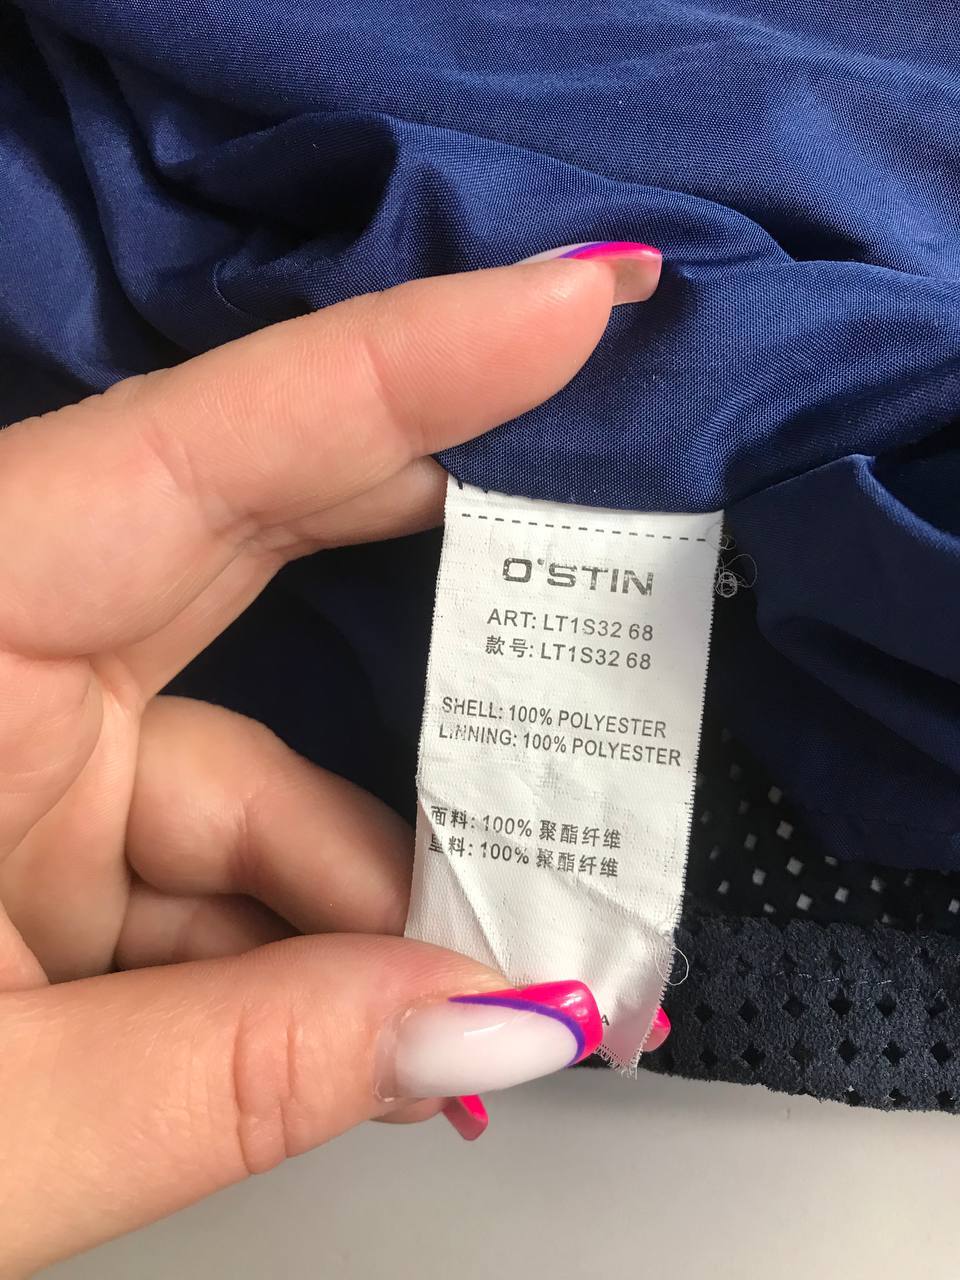 O'STIN
ART: LT1S32 68
款号: LT1S32 68
SHELL: 100% POLYESTER
LINNING: 100% POLYESTER
面料: 100% 聚酯纤维
里料: 100% 聚酯纤维
A